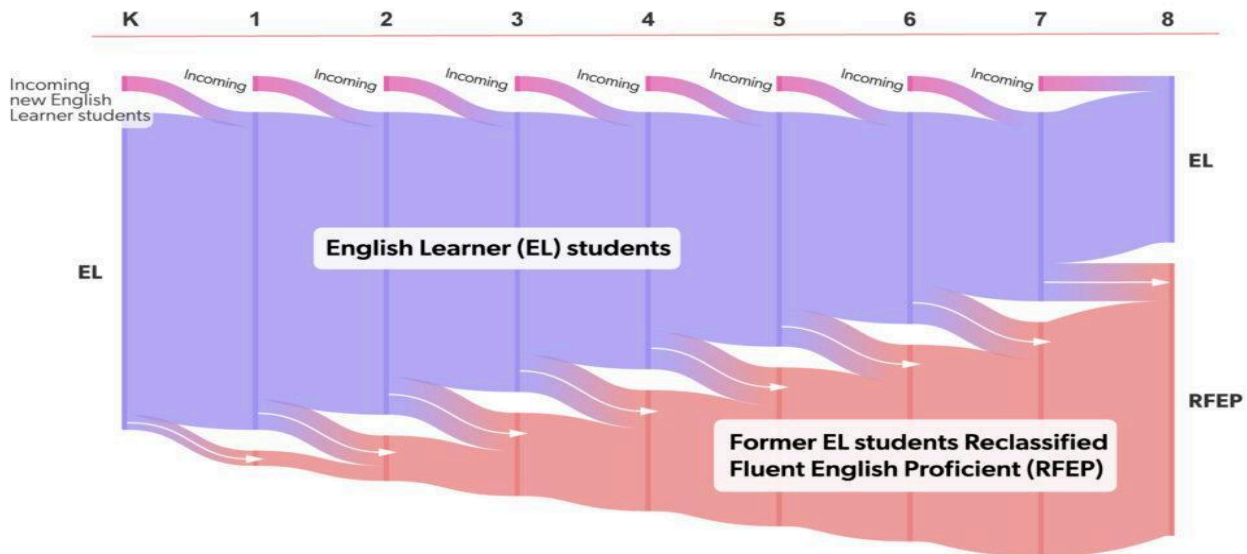 K 1 2 3 4 5 6 7 8
Incoming
new English
Learner students
Incoming Incoming Incoming Incoming Incoming Incoming Incoming
EL
English Learner (EL) students
EL
RFEP
Former EL students Reclassified
Fluent English Proficient (RFEP)